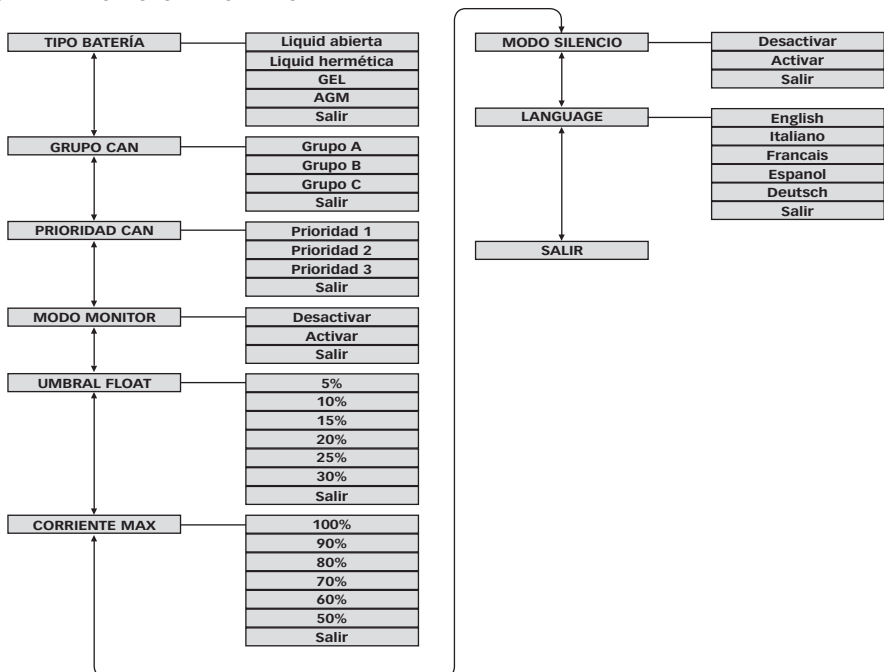 TIPO BATERÍA
Liquid abierta
Liquid hermética
GEL
AGM
Salir
GRUPO CAN
Grupo A
Grupo B
Grupo C
Salir
PRIORIDAD CAN
Prioridad 1
Prioridad 2
Prioridad 3
Salir
MODO MONITOR
Desactivar
Activar
Salir
UMBRAL FLOAT
5%
10%
15%
20%
25%
30%
Salir
CORRIENTE MAX
100%
90%
80%
70%
60%
50%
Salir
MODO SILENCIO
Desactivar
Activar
Salir
LANGUAGE
English
Italiano
Francais
Espanol
Deutsch
Salir
SALIR